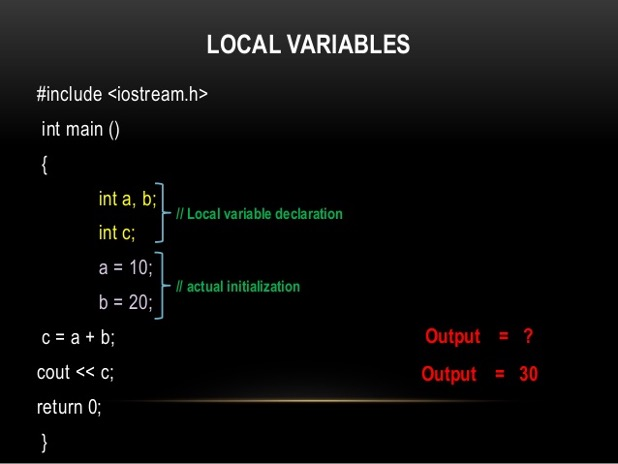 LOCAL VARIABLES
#include <iostream.h>
int main ()
{
int a, b;
// Local variable declaration
int c;
a = 10;
// actual initialization
b = 20;
c = a + b;
Output = ?
cout << c;
Output = 30
return 0;
}